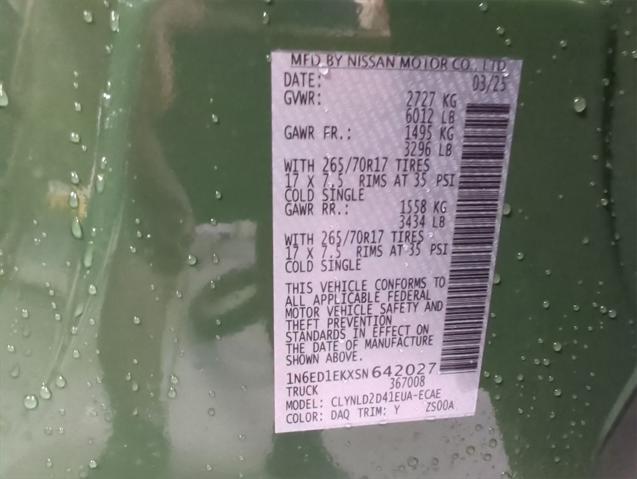 MFD BY NISSAN MOTOR CO., LTD.
DATE: 03/25
GVWR: 2727 KG
6012 LB
GAWR FR.: 1495 KG
3296 LB
WITH 265/70R17 TIRES
17 X 7.5 RIMS AT 35 PSI
COLD SINGLE
GAWR RR.: 1558 KG
3434 LB
WITH 265/70R17 TIRES
17 X 7.5 RIMS AT 35 PSI
COLD SINGLE
THIS VEHICLE CONFORMS TO
ALL APPLICABLE FEDERAL
MOTOR VEHICLE SAFETY AND
THEFT PREVENTION
STANDARDS IN EFFECT ON
THE DATE OF MANUFACTURE
SHOWN ABOVE.
1N6ED1EKXSN642027
TRUCK 367008
MODEL: CLYNLD2D41EUA-ECAE
COLOR: DAQ TRIM: Y ZS00A